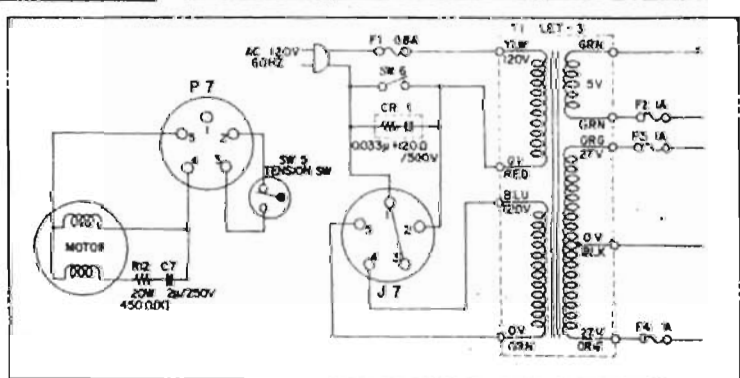 T1 LET-3
F1 0.8A
AC 120V
60HZ
YLW
120V
GRN
5V
GRN
SW 6
CR 1
0.033μ+120Ω
/500V
F2 1A
F3 1A
ORG
27V
0V
RED
BLU
120V
0V
BLK
0V
GRN
27V
ORG
F4 1A
P 7
1
5
2
4
3
SW 5
TENSION SW
1
5
2
4
3
J 7
MOTOR
R12
20W
C7
2μ/250V